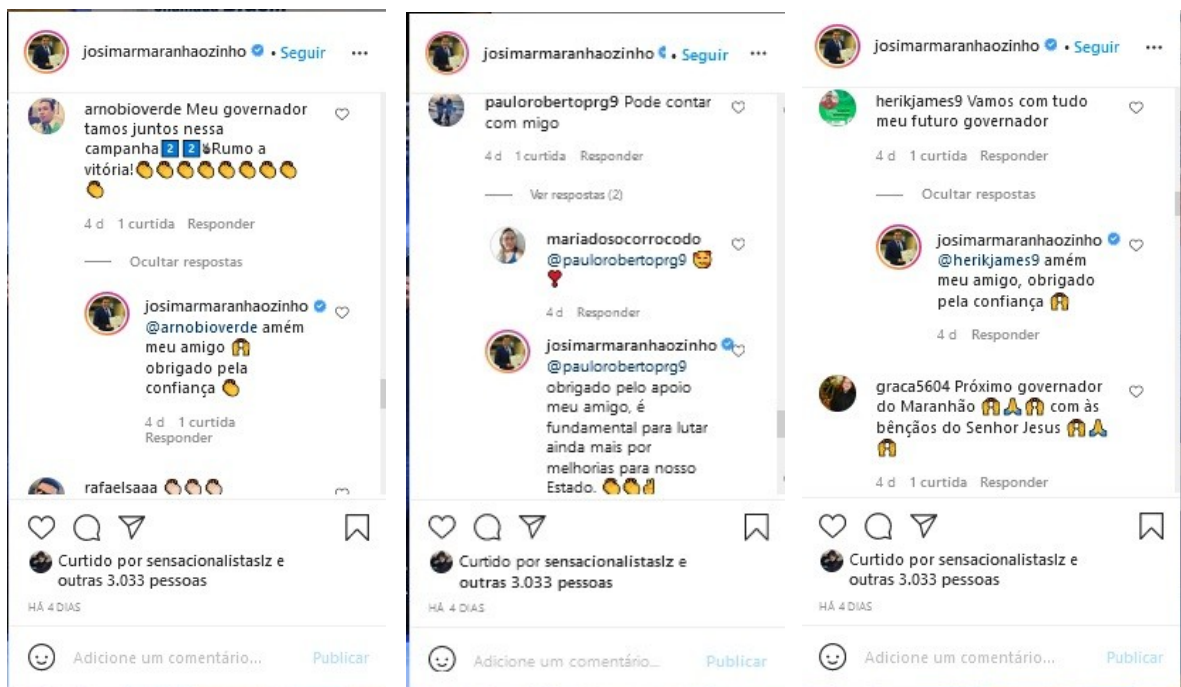 josimarmaranhaozinho • Seguir ...
arnobioverde Meu governador
tamos juntos nessa
campanha 2 2 Rumo a
vitória!
4 d 1 curtida Responder
Ocultar respostas
josimarmaranhaozinho
@arnobioverde amém
meu amigo
obrigado pela
confiança
4 d 1 curtida
Responder
rafaelsaaa
Curtido por sensacionalistaslz e
outras 3.033 pessoas
HÁ 4 DIAS
Adicione um comentário... Publicar
josimarmaranhaozinho • Seguir ...
paulorobertoprg9 Pode contar
com migo
4 d 1 curtida Responder
Ver respostas (2)
mariadosocorrocodo
@paulorobertoprg9
4 d Responder
josimarmaranhaozinho
@paulorobertoprg9
obrigado pelo apoio
meu amigo, é
fundamental para lutar
ainda mais por
melhorias para nosso
Estado.
Curtido por sensacionalistaslz e
outras 3.033 pessoas
HÁ 4 DIAS
Adicione um comentário... Publicar
josimarmaranhaozinho • Seguir ...
herikjames9 Vamos com tudo
meu futuro governador
4 d 1 curtida Responder
Ocultar respostas
josimarmaranhaozinho
@herikjames9 amém
meu amigo, obrigado
pela confiança
4 d Responder
graca5604 Próximo governador
do Maranhão com às
bênçãos do Senhor Jesus
4 d 1 curtida Responder
Curtido por sensacionalistaslz e
outras 3.033 pessoas
HÁ 4 DIAS
Adicione um comentário... Publicar